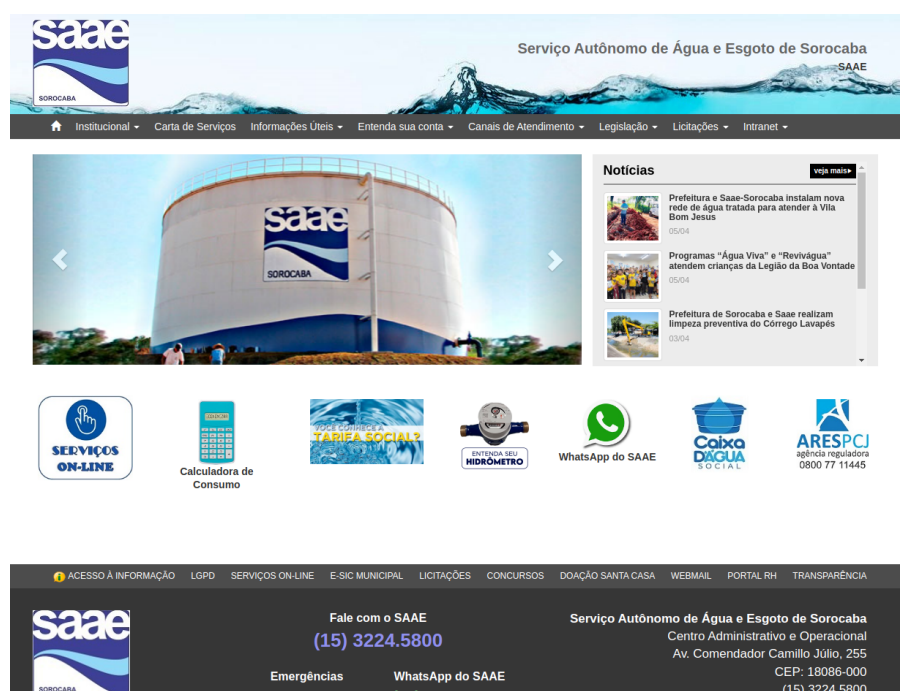 saae
SOROCABA
Serviço Autônomo de Água e Esgoto de Sorocaba
SAAE
Institucional
Carta de Serviços
Informações Úteis
Entenda sua conta
Canais de Atendimento
Legislação
Licitações
Intranet
saae
SOROCABA
Notícias
veja mais
Prefeitura e Saae-Sorocaba instalam nova
rede de água tratada para atender à Vila
Bom Jesus
05/04
Programas “Água Viva” e “Revivágua”
atendem crianças da Legião da Boa Vontade
05/04
Prefeitura de Sorocaba e Saae realizam
limpeza preventiva do Córrego Lavapés
03/04
SERVIÇOS
ON-LINE
Calculadora de
Consumo
VOCÊ CONHECE A
TARIFA SOCIAL?
ENTENDA SEU
HIDRÔMETRO
WhatsApp do SAAE
Caixa
D'ÁGUA
SOCIAL
ARESPCJ
agência reguladora
0800 77 11445
ACESSO À INFORMAÇÃO
LGPD
SERVIÇOS ON-LINE
E-SIC MUNICIPAL
LICITAÇÕES
CONCURSOS
DOAÇÃO SANTA CASA
WEBMAIL
PORTAL RH
TRANSPARÊNCIA
saae
SOROCABA
Fale com o SAAE
(15) 3224.5800
Emergências
WhatsApp do SAAE
Serviço Autônomo de Água e Esgoto de Sorocaba
Centro Administrativo e Operacional
Av. Comendador Camillo Júlio, 255
CEP: 18086-000
(15) 3224.5800